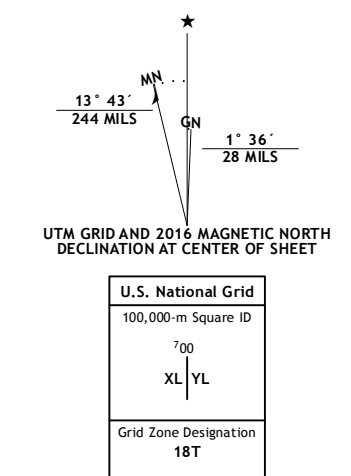 ★
MN
13° 43´
244 MILS
GN
1° 36´
28 MILS
UTM GRID AND 2016 MAGNETIC NORTH
DECLINATION AT CENTER OF SHEET
U.S. National Grid
100,000-m Square ID
⁷00
XL YL
Grid Zone Designation
18T